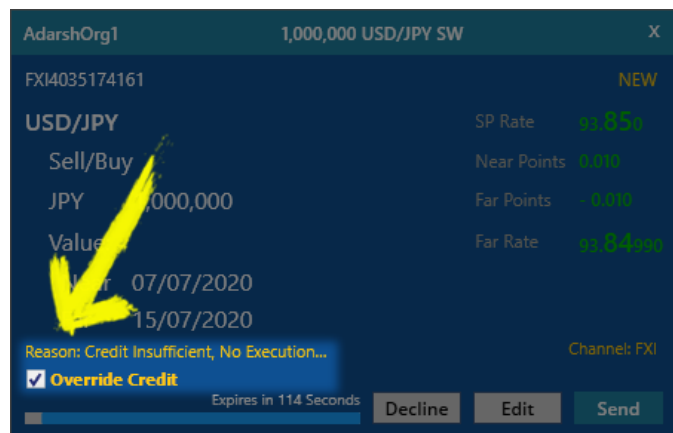 AdarshOrg1 1,000,000 USD/JPY SW X
FXI4035174161 NEW
USD/JPY SP Rate 93.850
Sell/Buy Near Points 0.010
JPY ,000,000 Far Points - 0.010
Value Far Rate 93.84990
07/07/2020
15/07/2020
Reason: Credit Insufficient, No Execution... Channel: FXI
Override Credit
Expires in 114 Seconds Decline Edit Send